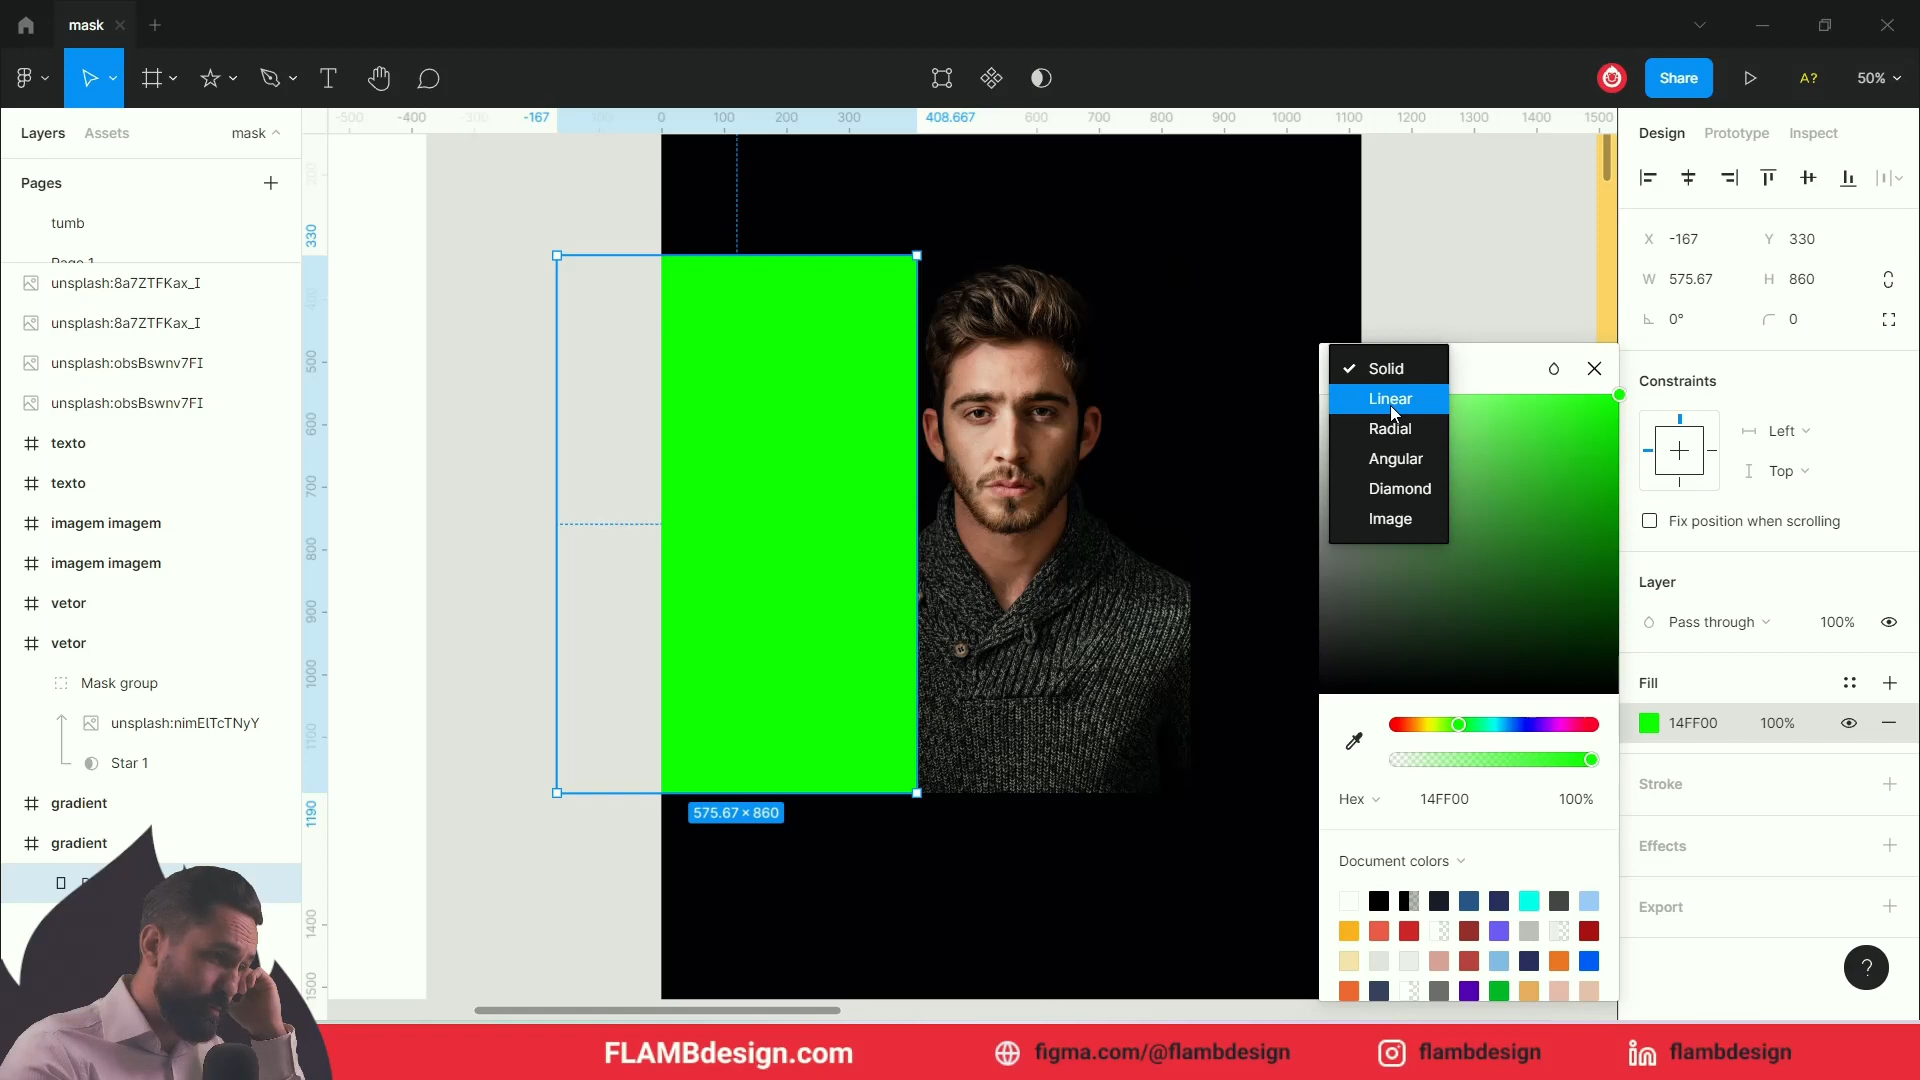 mask
Share
A?
50%
Layers
Assets
mask
-500
-400
-300
-167
0
100
200
300
408.667
600
700
800
900
1000
1100
1200
1300
1400
1500
Design
Prototype
Inspect
Pages
tumb
Page 1
unsplash:8a7ZTFKax_I
unsplash:8a7ZTFKax_I
unsplash:obsBswnv7FI
unsplash:obsBswnv7FI
texto
texto
imagem imagem
imagem imagem
vetor
vetor
Mask group
unsplash:nimElTcTNyY
Star 1
gradient
gradient
200
330
400
500
600
700
800
900
1000
1100
1190
1400
1500
575.67 × 860
Solid
Linear
Radial
Angular
Diamond
Image
Hex
14FF00
100%
Document colors
X -167
Y 330
W 575.67
H 860
0°
0
Constraints
Left
Top
Fix position when scrolling
Layer
Pass through
100%
Fill
14FF00
100%
Stroke
Effects
Export
?
FLAMBdesign.com
figma.com/@flambdesign
flambdesign
flambdesign